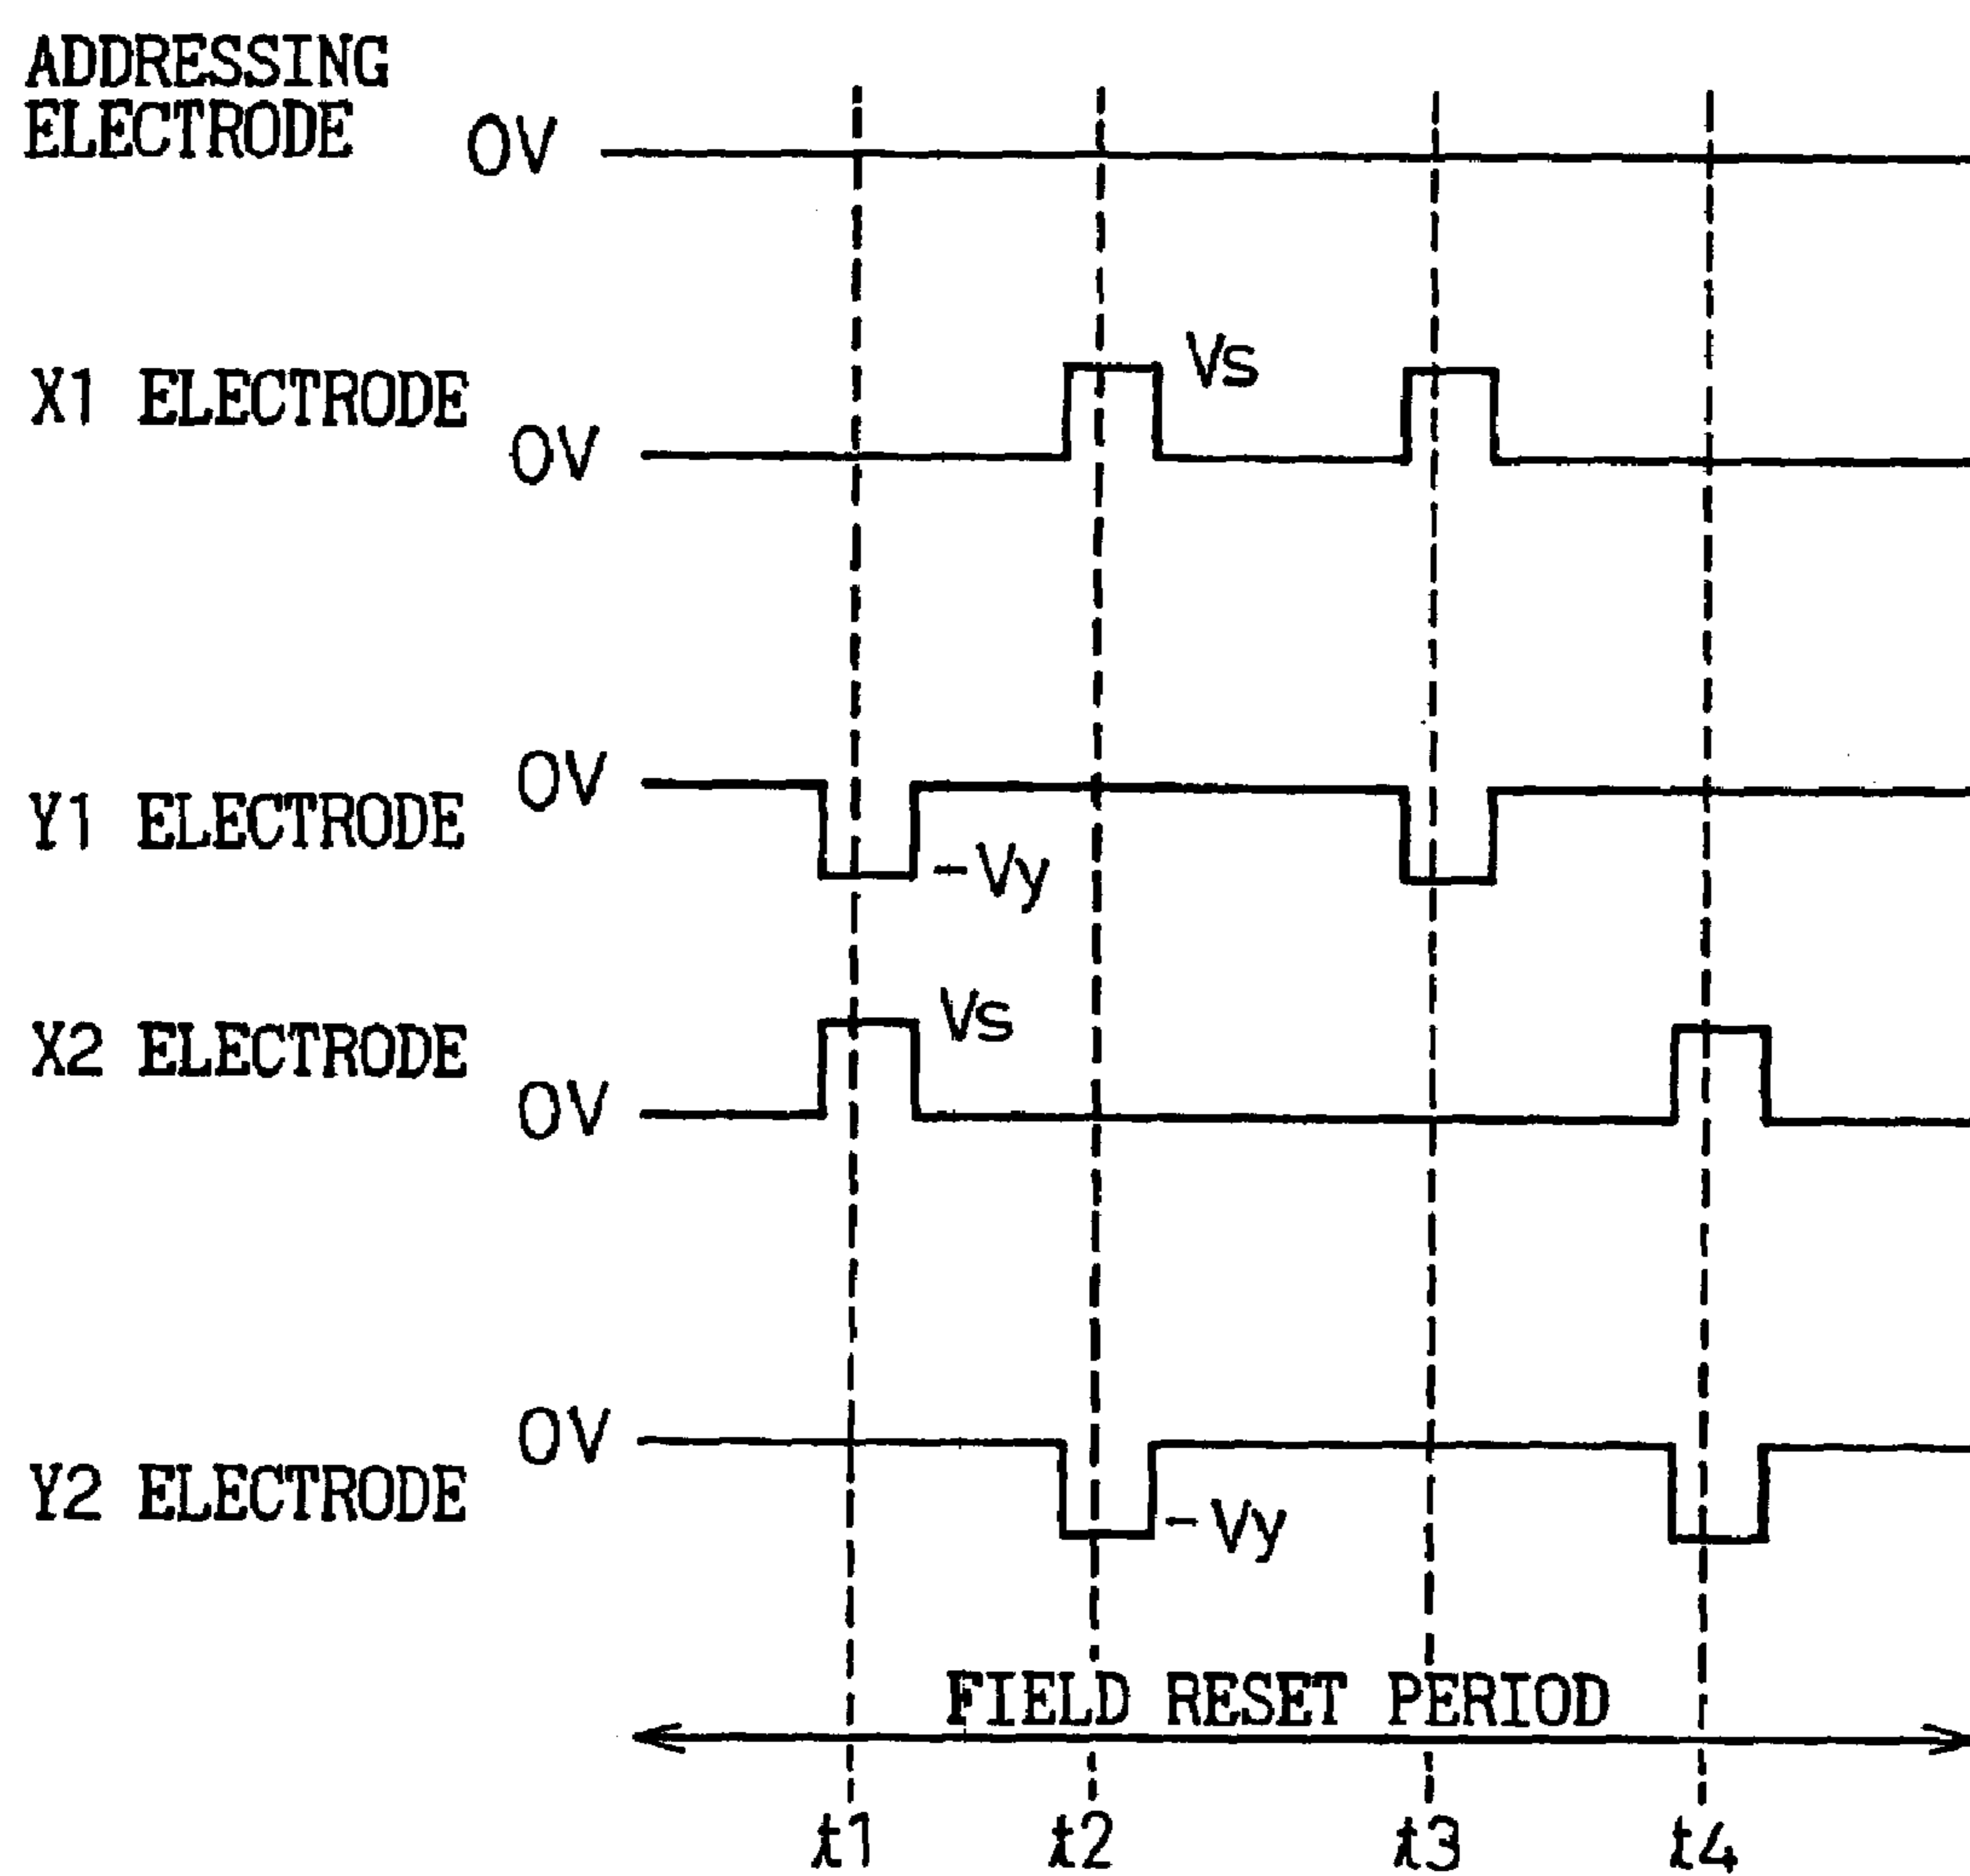 ADDRESSING
ELECTRODE
0V
X1 ELECTRODE
Vs
0V
0V
Y1 ELECTRODE
-Vy
Vs
X2 ELECTRODE
0V
0V
Y2 ELECTRODE
-Vy
FIELD RESET PERIOD
t1 t2 t3 t4